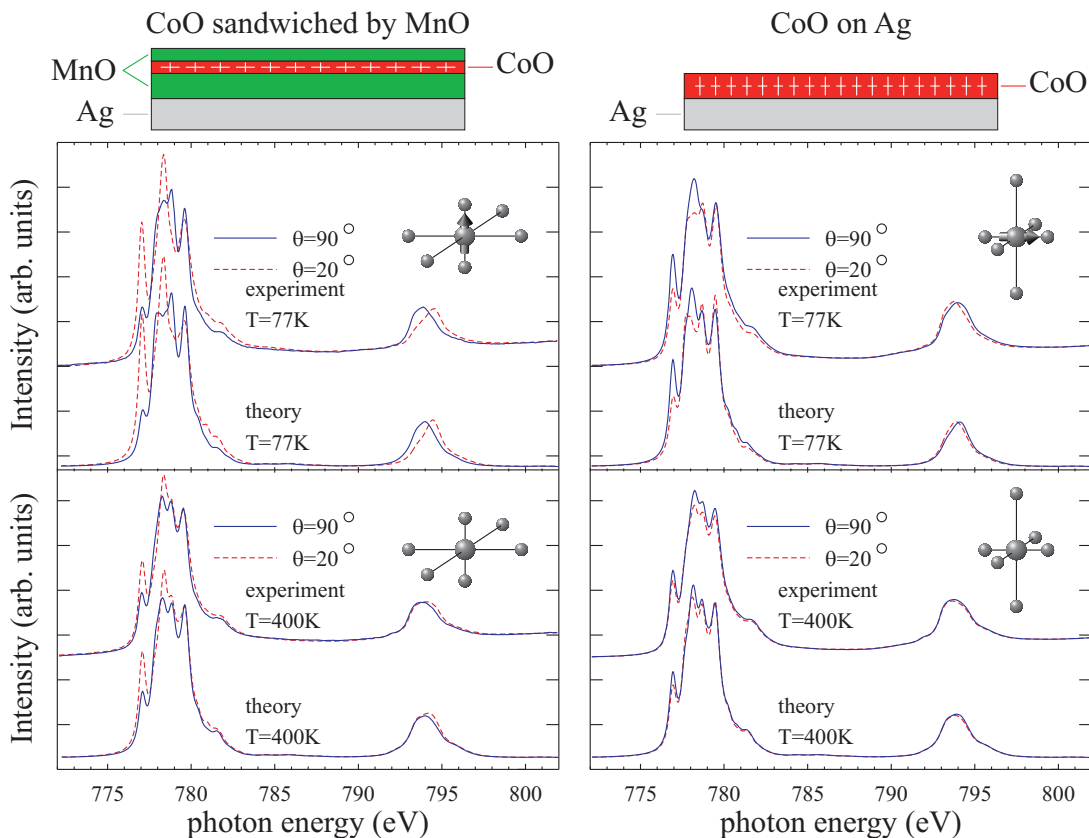 CoO sandwiched by MnO
CoO on Ag
MnO
CoO
Ag
Ag
CoO
Intensity (arb. units)
θ=90°
θ=20°
experiment
T=77K
theory
T=77K
θ=90°
θ=20°
experiment
T=77K
theory
T=77K
Intensity (arb. units)
θ=90°
θ=20°
experiment
T=400K
theory
T=400K
θ=90°
θ=20°
experiment
T=400K
theory
T=400K
775 780 785 790 795 800
775 780 785 790 795 800
photon energy (eV)
photon energy (eV)